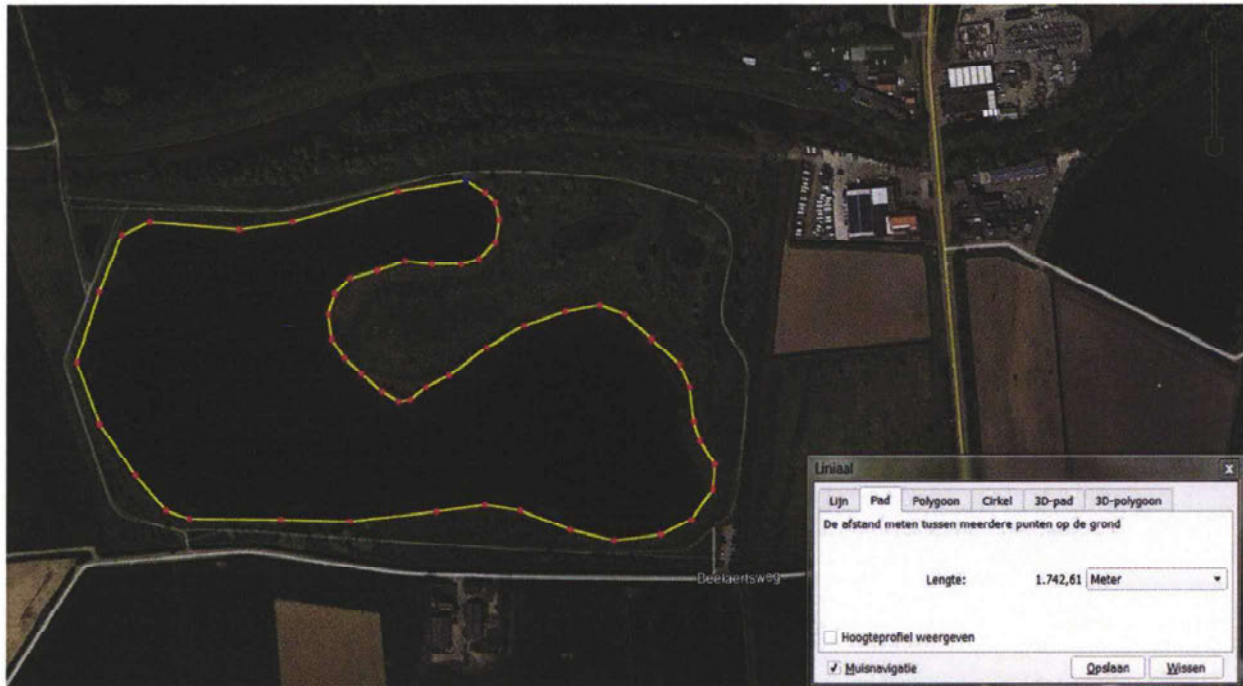 Liniaal
x
Lijn Pad Polygoon Cirkel 3D-pad 3D-polygoon
De afstand meten tussen meerdere punten op de grond
Lengte: 1.742,61 Meter
Deelaertsweg
Hoogteprofiel weergeven
Muisnavigatie Opslaan Wissen